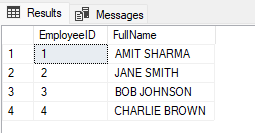 Results Messages
EmployeeID FullName
1 1 AMIT SHARMA
2 2 JANE SMITH
3 3 BOB JOHNSON
4 4 CHARLIE BROWN